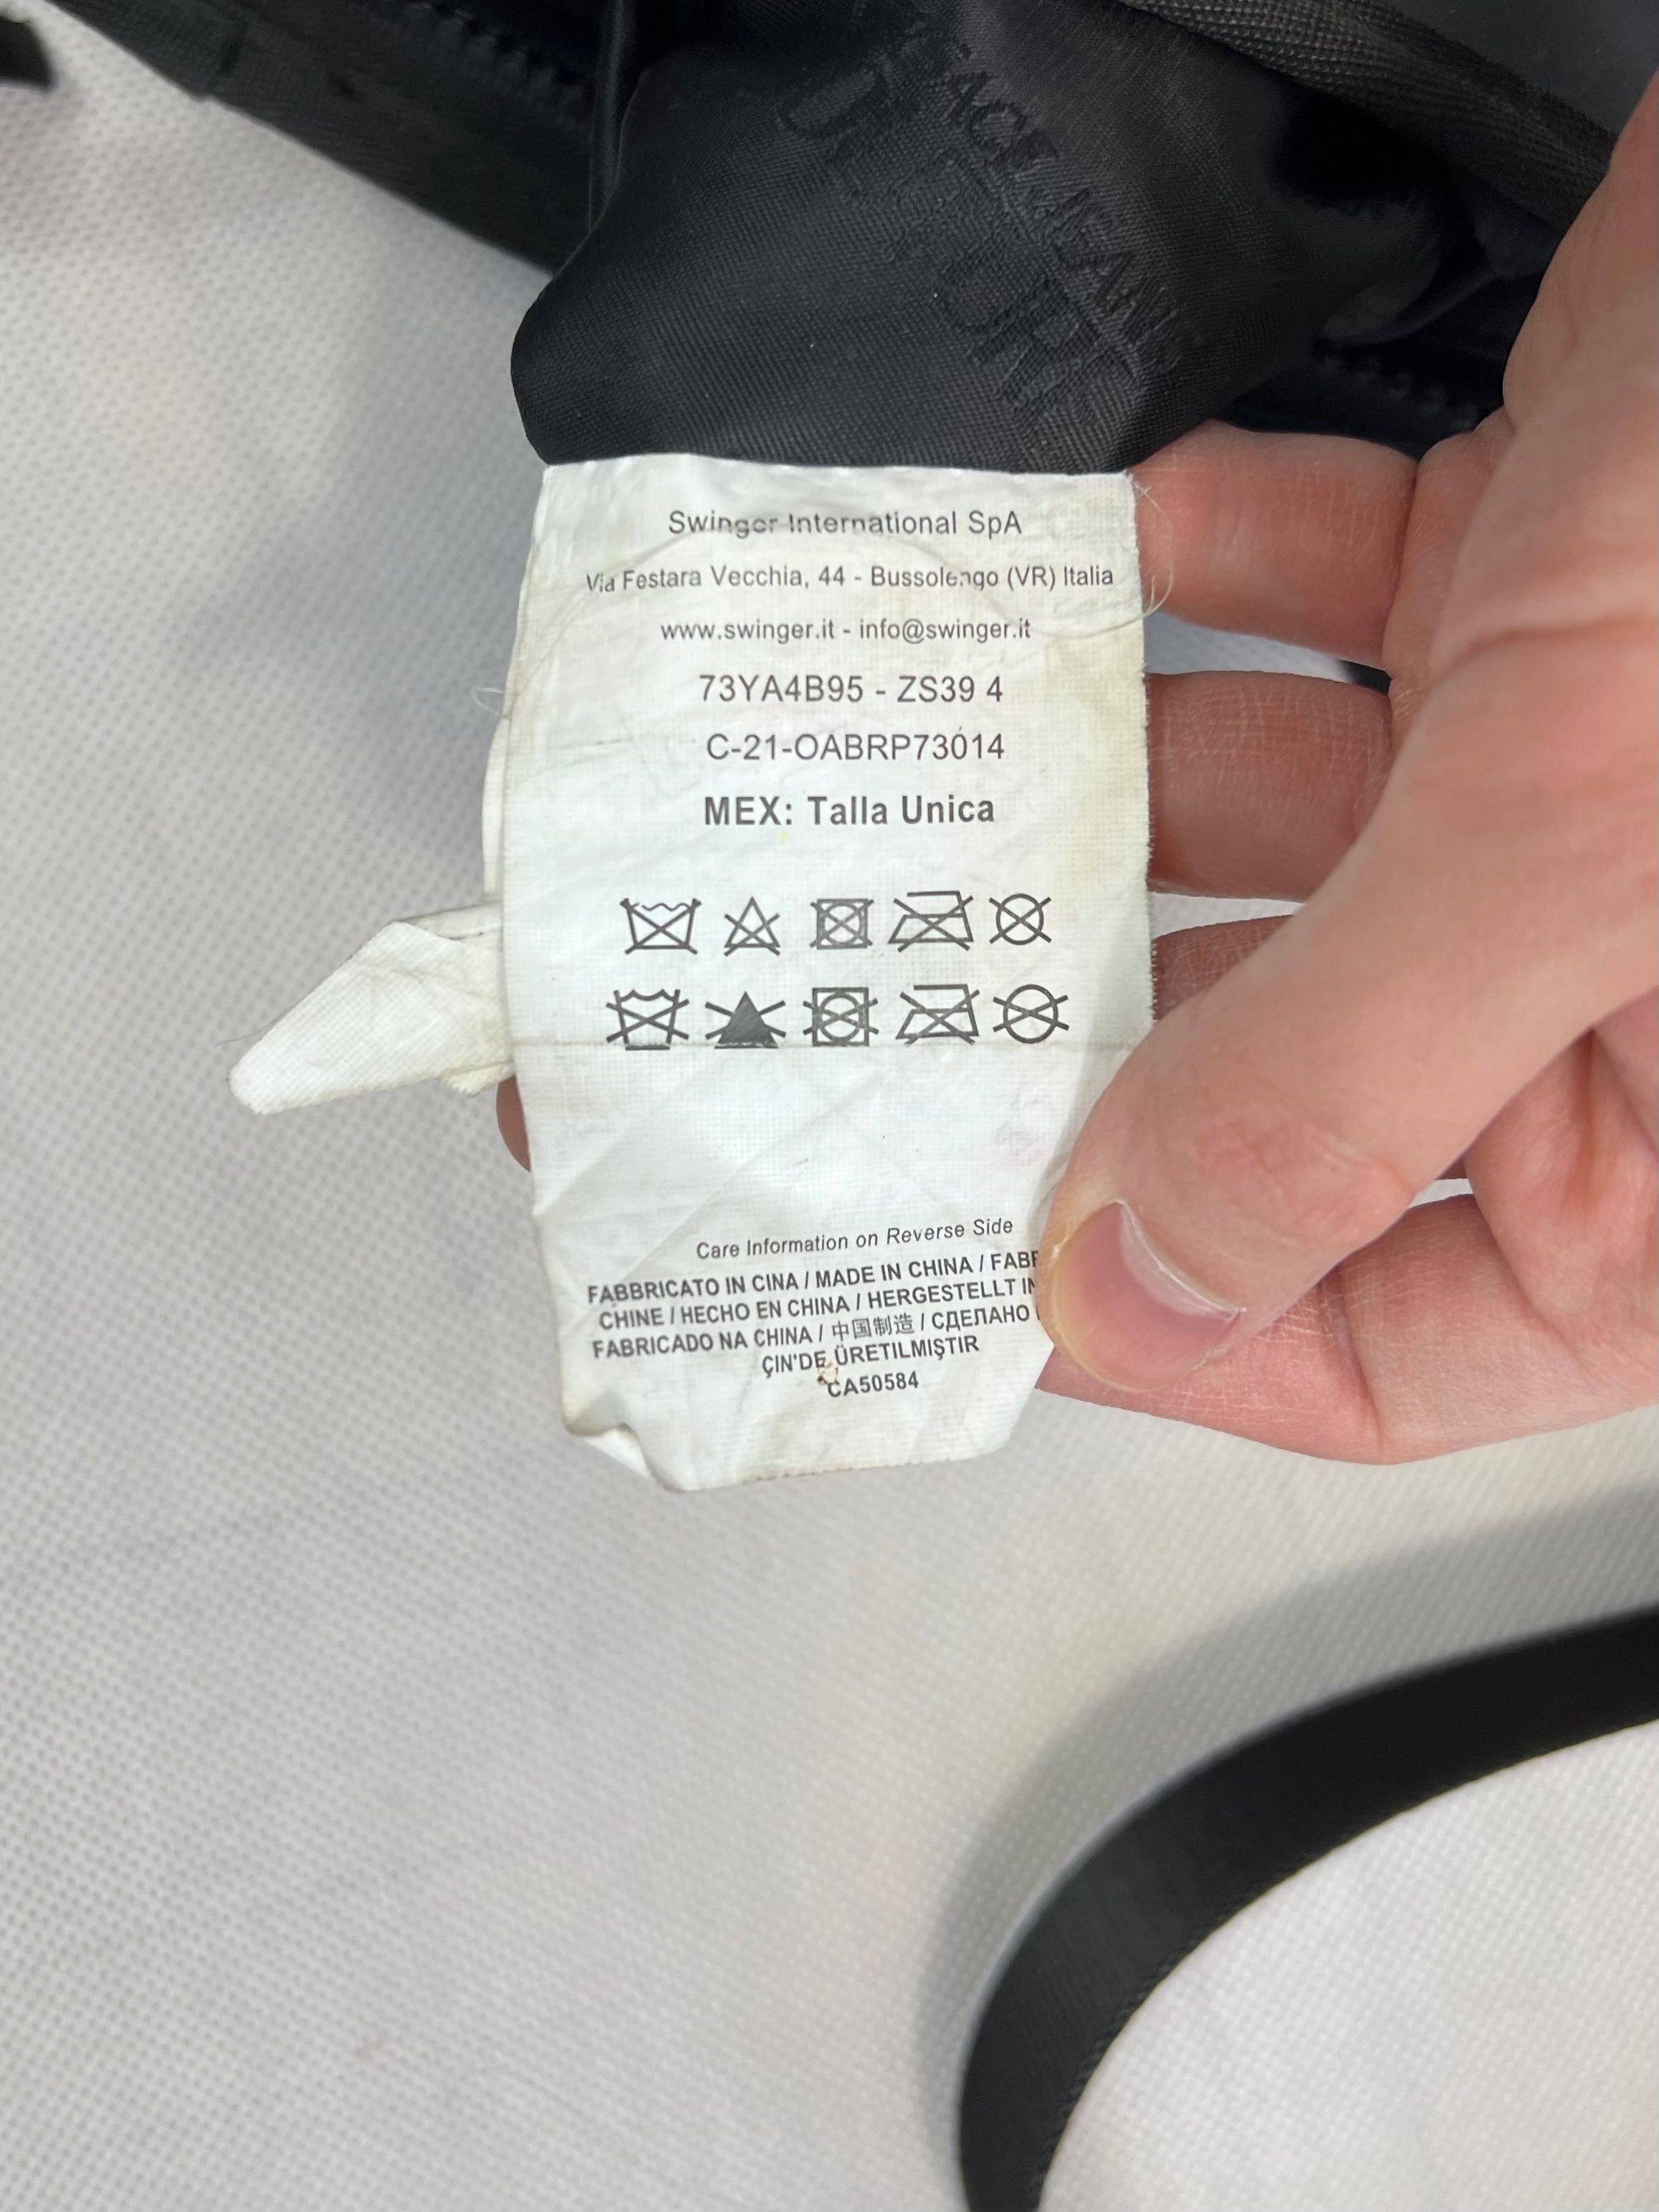 Swinger International SpA
Via Festara Vecchia, 44 - Bussolengo (VR) Italia
www.swinger.it - info@swinger.it
73YA4B95 - ZS39 4
C-21-OABRP73014
MEX: Talla Unica
Care Information on Reverse Side
FABBRICATO IN CINA / MADE IN CHINA /
CHINE / HECHO EN CHINA / HERGESTELLT IN
FABRICADO NA CHINA / 中国制造 / СДЕЛАНО
ÇIN'DE ÜRETILMIŞTIR
CA50584